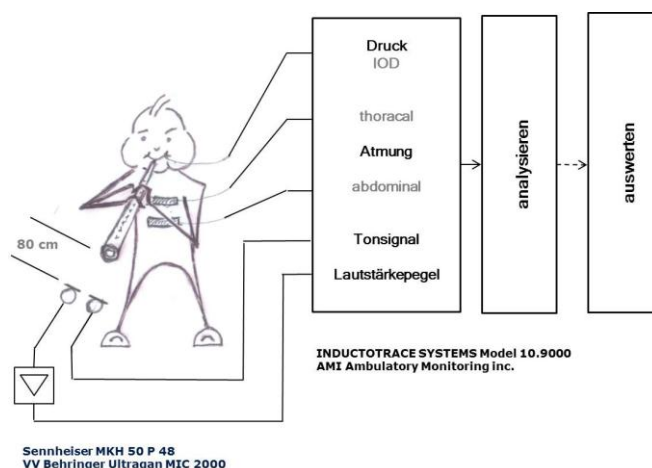 Druck
IOD
thoracal
Atmung
abdominal
Tonsignal
Lautstärkepegel
analysieren
auswerten
80 cm
INDUCTOTRACE SYSTEMS Model 10.9000
AMI Ambulatory Monitoring inc.
Sennheiser MKH 50 P 48
VV Behringer Ultragan MIC 2000